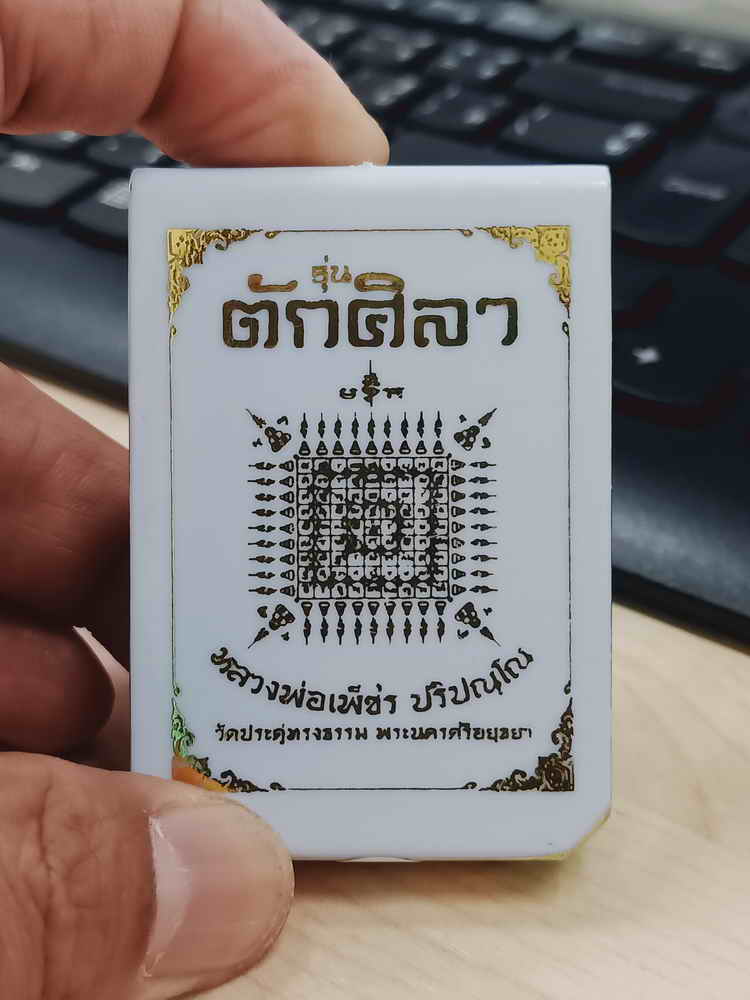 รุ่น
ตักศิลา
หลวงพ่อเพ็ชร ปริปุณฺโณ
วัดประดู่ทรงธรรม พระนครศรีอยุธยา